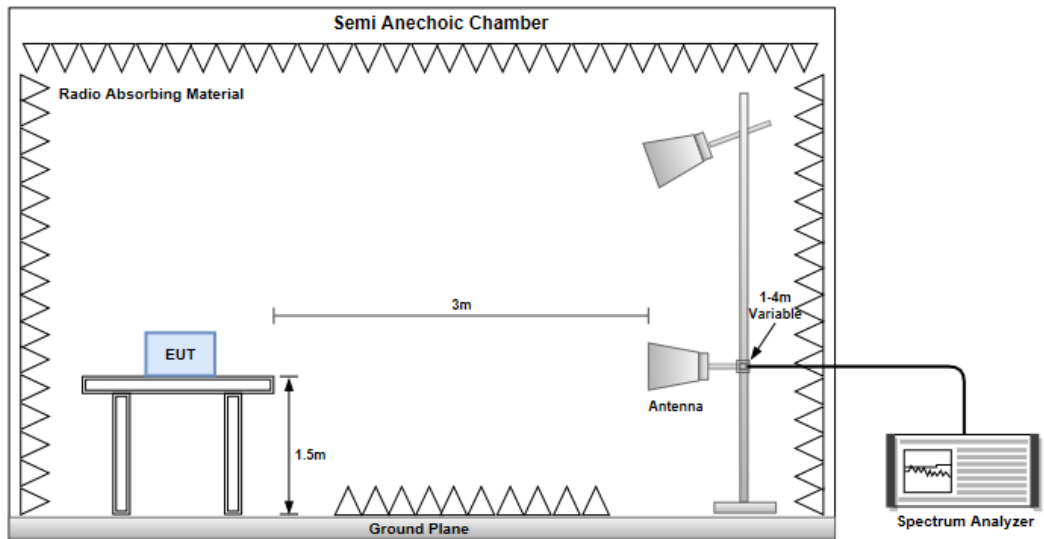 Semi Anechoic Chamber
Radio Absorbing Material
3m
1-4m
Variable
EUT
Antenna
1.5m
Ground Plane
Spectrum Analyzer